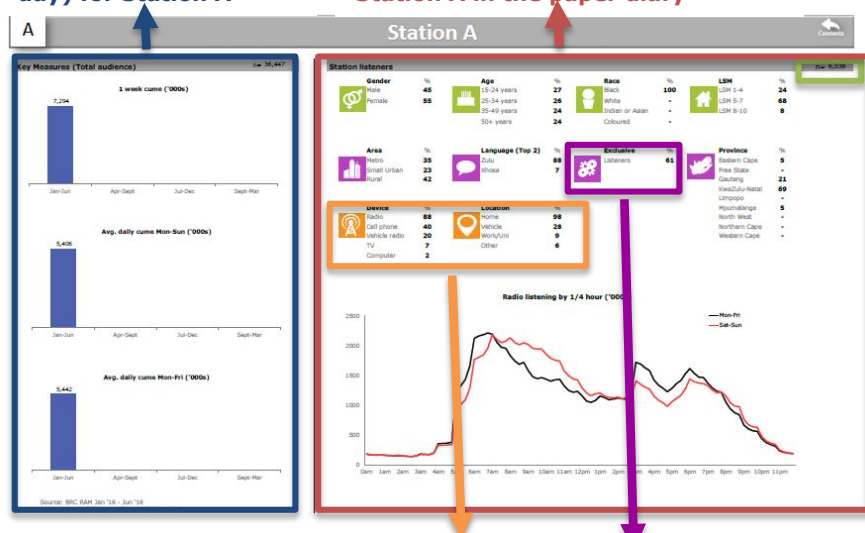 day) for Station A
Station A in the paper diary
A
Station A
Contents
Key Measures (Total audience)
n= 36,447
1 week cume ('000s)
7,294
Jan-Jun Apr-Sept Jul-Dec Sept-Mar
Avg. daily cume Mon-Sun ('000s)
5,406
Jan-Jun Apr-Sept Jul-Dec Sept-Mar
Avg. daily cume Mon-Fri ('000s)
5,442
Jan-Jun Apr-Sept Jul-Dec Sept-Mar
Source: BRC RAM Jan '16 - Jun '16
Station listeners
n= 6,538
Gender %
Male 45
Female 55
Age %
15-24 years 27
25-34 years 26
35-49 years 24
50+ years 24
Race %
Black 100
White -
Indian or Asian -
Coloured -
LSM %
LSM 1-4 24
LSM 5-7 68
LSM 8-10 8
Area %
Metro 35
Small Urban 23
Rural 42
Language (Top 2) %
Zulu 88
Xhosa 7
Exclusive %
Listeners 61
Province %
Eastern Cape 5
Free State -
Gauteng 21
KwaZulu-Natal 69
Limpopo -
Mpumalanga 5
North West -
Northern Cape -
Western Cape -
Device %
Radio 88
Cell phone 40
Vehicle radio 20
TV 7
Computer 2
Location %
Home 98
Vehicle 28
Work/Uni 9
Other 6
Radio listening by 1/4 hour ('000
Mon-Fri
Sat-Sun
2500
2000
1500
1000
500
0
0am 1am 2am 3am 4am 6am 7am 8am 9am 10am 11am 12am 1pm 2pm 4pm 5pm 6pm 7pm 8pm 9pm 10pm 11pm